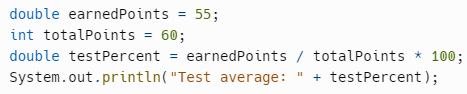 double earnedPoints = 55;
int totalPoints = 60;
double testPercent = earnedPoints / totalPoints * 100;
System.out.println("Test average: " + testPercent);